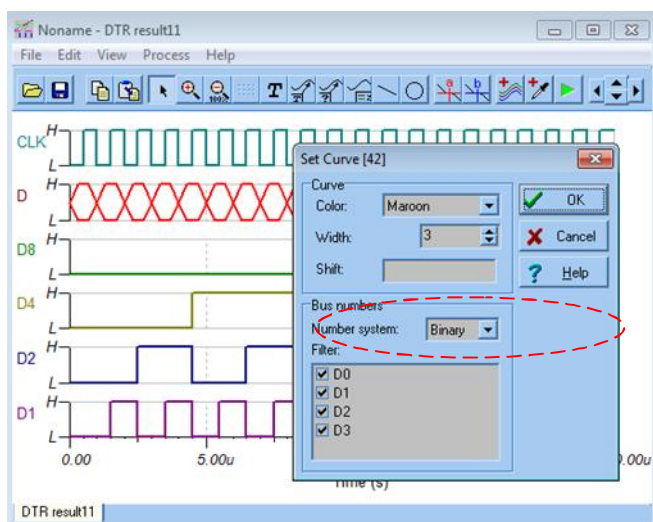 Noname - DTR result11
File Edit View Process Help
100%
T
a
b
CLK
H
L
D
H
L
D8
H
L
D4
H
L
D2
H
L
D1
H
L
0.00
5.00u
.00u
Time (s)
Set Curve [42]
Curve
Color: Maroon
Width: 3
Shift:
OK
Cancel
? Help
Bus numbers
Number system: Binary
Filter:
D0
D1
D2
D3
DTR result11